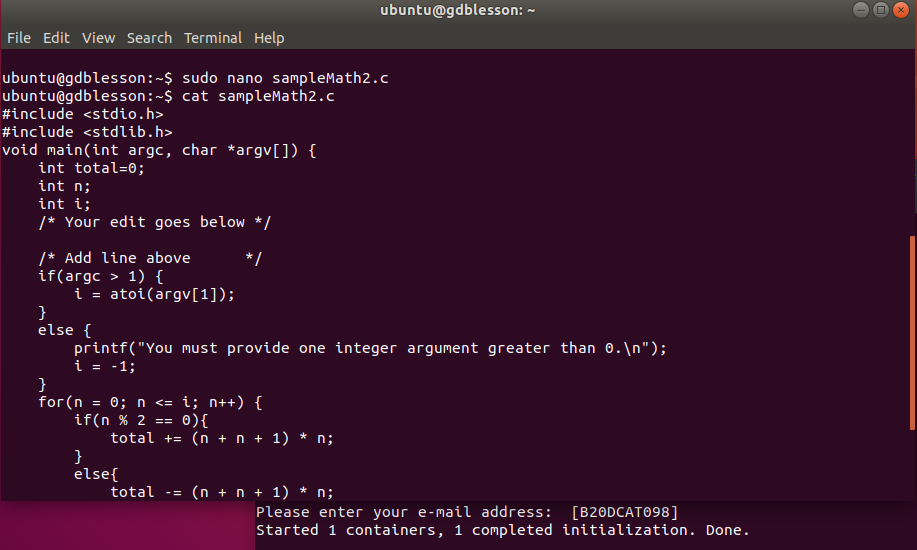 ubuntu@gdblesson: ~
File Edit View Search Terminal Help
ubuntu@gdblesson:~$ sudo nano sampleMath2.c
ubuntu@gdblesson:~$ cat sampleMath2.c
#include <stdio.h>
#include <stdlib.h>
void main(int argc, char *argv[]) {
    int total=0;
    int n;
    int i;
    /* Your edit goes below */

    /* Add line above      */
    if(argc > 1) {
        i = atoi(argv[1]);
    }
    else {
        printf("You must provide one integer argument greater than 0.\n");
        i = -1;
    }
    for(n = 0; n <= i; n++) {
        if(n % 2 == 0){
            total += (n + n + 1) * n;
        }
        else{
            total -= (n + n + 1) * n;
Please enter your e-mail address:  [B20DCAT098]
Started 1 containers, 1 completed initialization. Done.